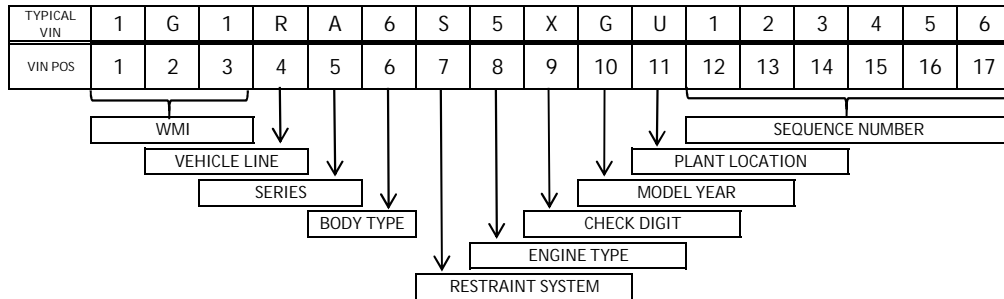 TYPICAL VIN 1 G 1 R A 6 S 5 X G U 1 2 3 4 5 6
VIN POS 1 2 3 4 5 6 7 8 9 10 11 12 13 14 15 16 17
WMI SEQUENCE NUMBER
VEHICLE LINE PLANT LOCATION
SERIES MODEL YEAR
BODY TYPE CHECK DIGIT
ENGINE TYPE
RESTRAINT SYSTEM